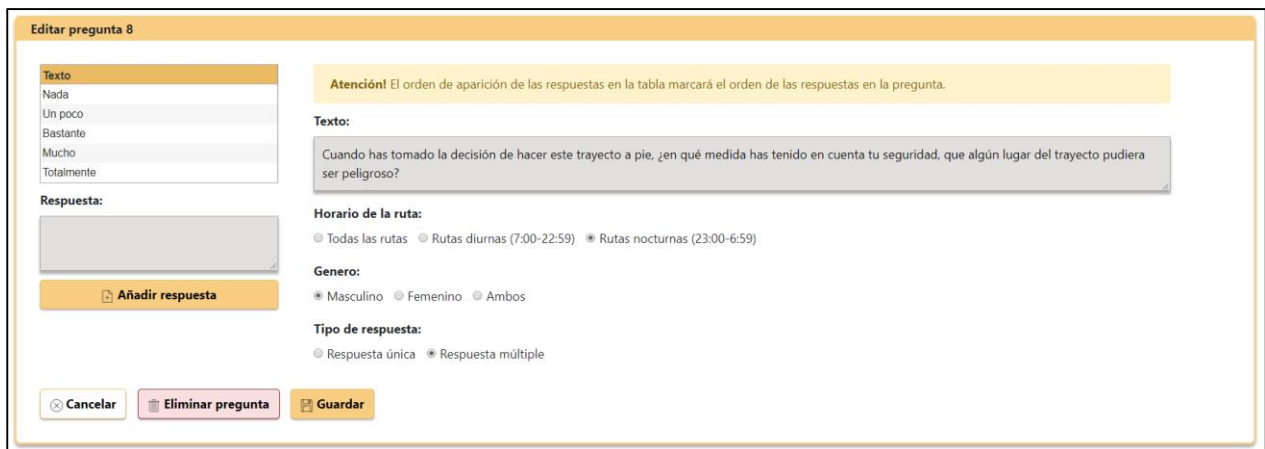 Editar pregunta 8
Texto
Nada
Un poco
Bastante
Mucho
Totalmente
Respuesta:
Añadir respuesta
Atención! El orden de aparición de las respuestas en la tabla marcará el orden de las respuestas en la pregunta.
Texto:
Cuando has tomado la decisión de hacer este trayecto a pie, ¿en qué medida has tenido en cuenta tu seguridad, que algún lugar del trayecto pudiera
ser peligroso?
Horario de la ruta:
Todas las rutas Rutas diurnas (7:00-22:59) Rutas nocturnas (23:00-6:59)
Genero:
Masculino Femenino Ambos
Tipo de respuesta:
Respuesta única Respuesta múltiple
Cancelar Eliminar pregunta Guardar